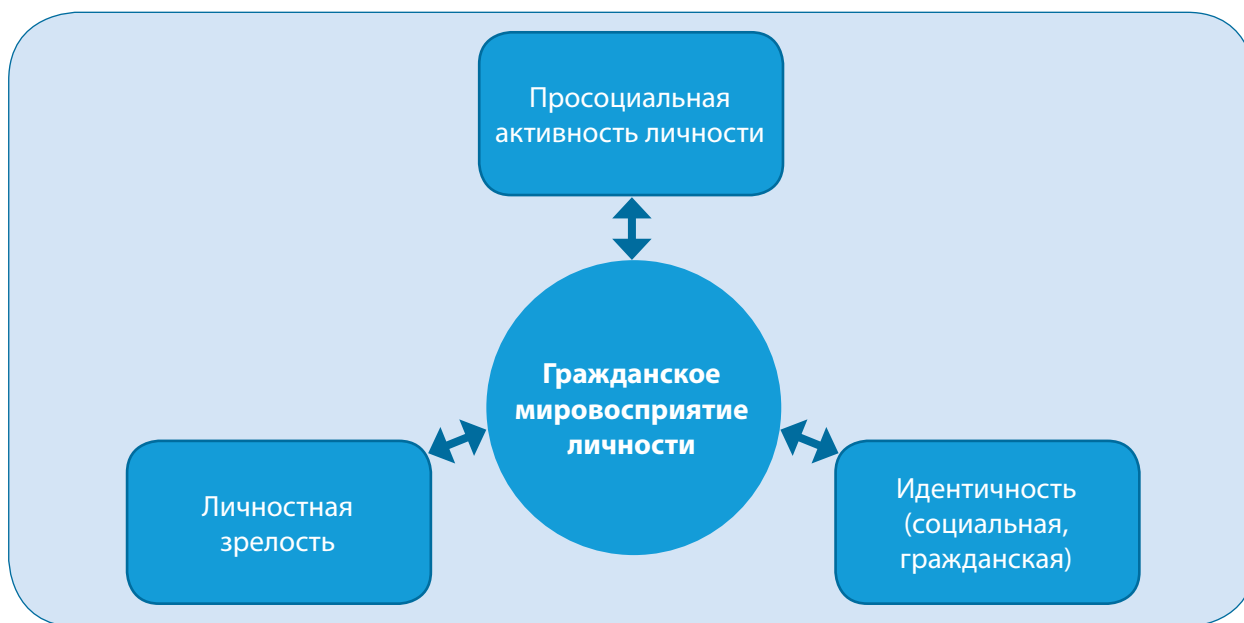 Просоциальная
активность личности
Гражданское
мировосприятие
личности
Личностная
зрелость
Идентичность
(социальная,
гражданская)